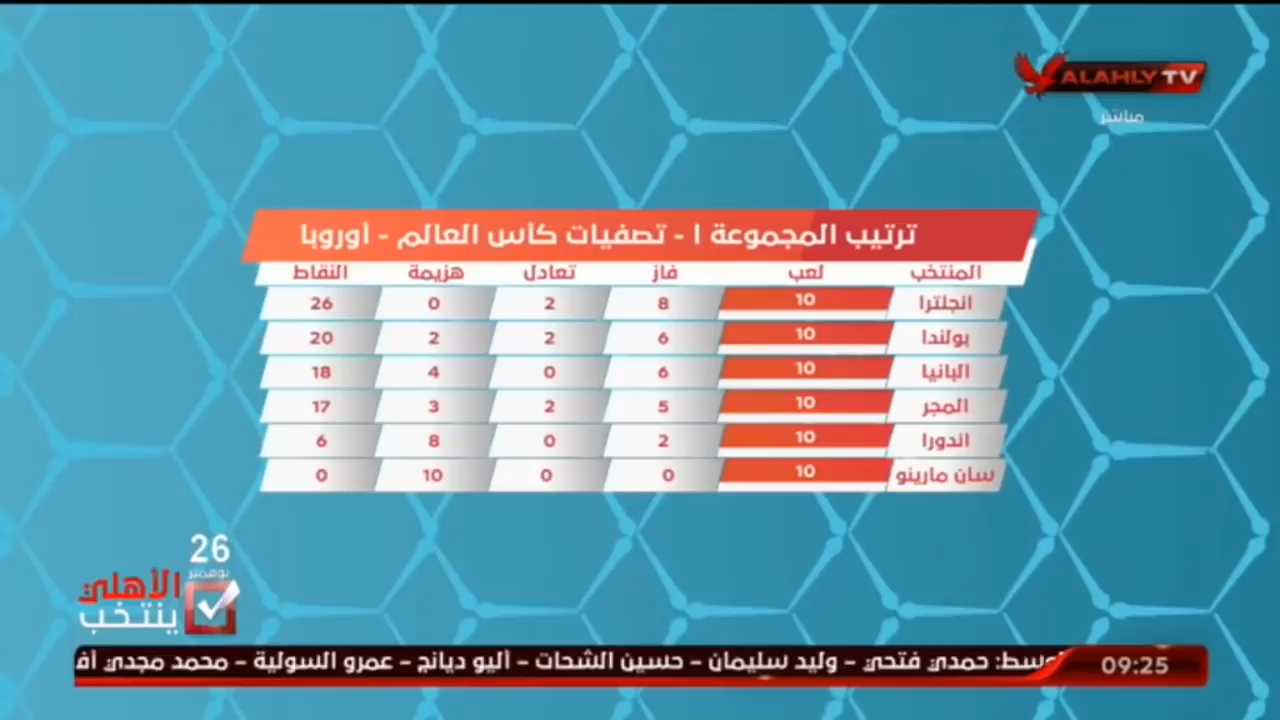 ALAHLY TV
مباشر
ترتيب المجموعة ا - تصفيات كأس العالم - أوروبا
المنتخب لعب فاز تعادل هزيمة النقاط
انجلترا 10 8 2 0 26
بولندا 10 6 2 2 20
البانيا 10 6 0 4 18
المجر 10 5 2 3 17
اندورا 10 2 0 8 6
سان مارينو 10 0 0 10 0
26
نوفمبر
الأهلي
ينتخب
09:25 حمدي فتحي - وليد سليمان - حسين الشحات - أليو ديانج - عمرو السولية - محمد مجدي